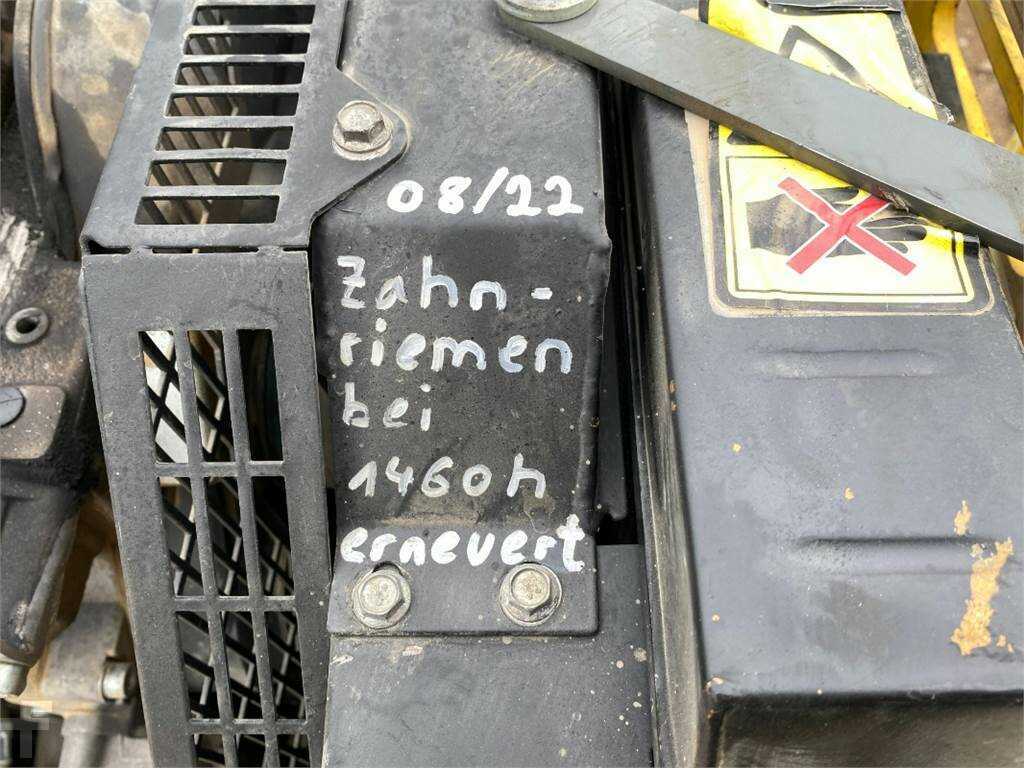 08/22
Zahn-
riemen
bei
1460h
erneuert